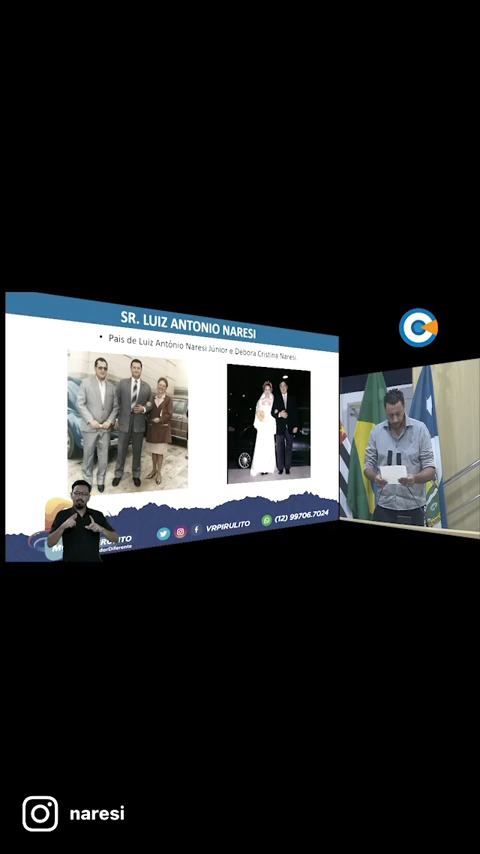 SR. LUIZ ANTONIO NARESI
• Pais de Luiz Antônio Naresi Júnior e Debora Cristina Naresi.
VRPIRULITO
(12) 99706.7024
naresi